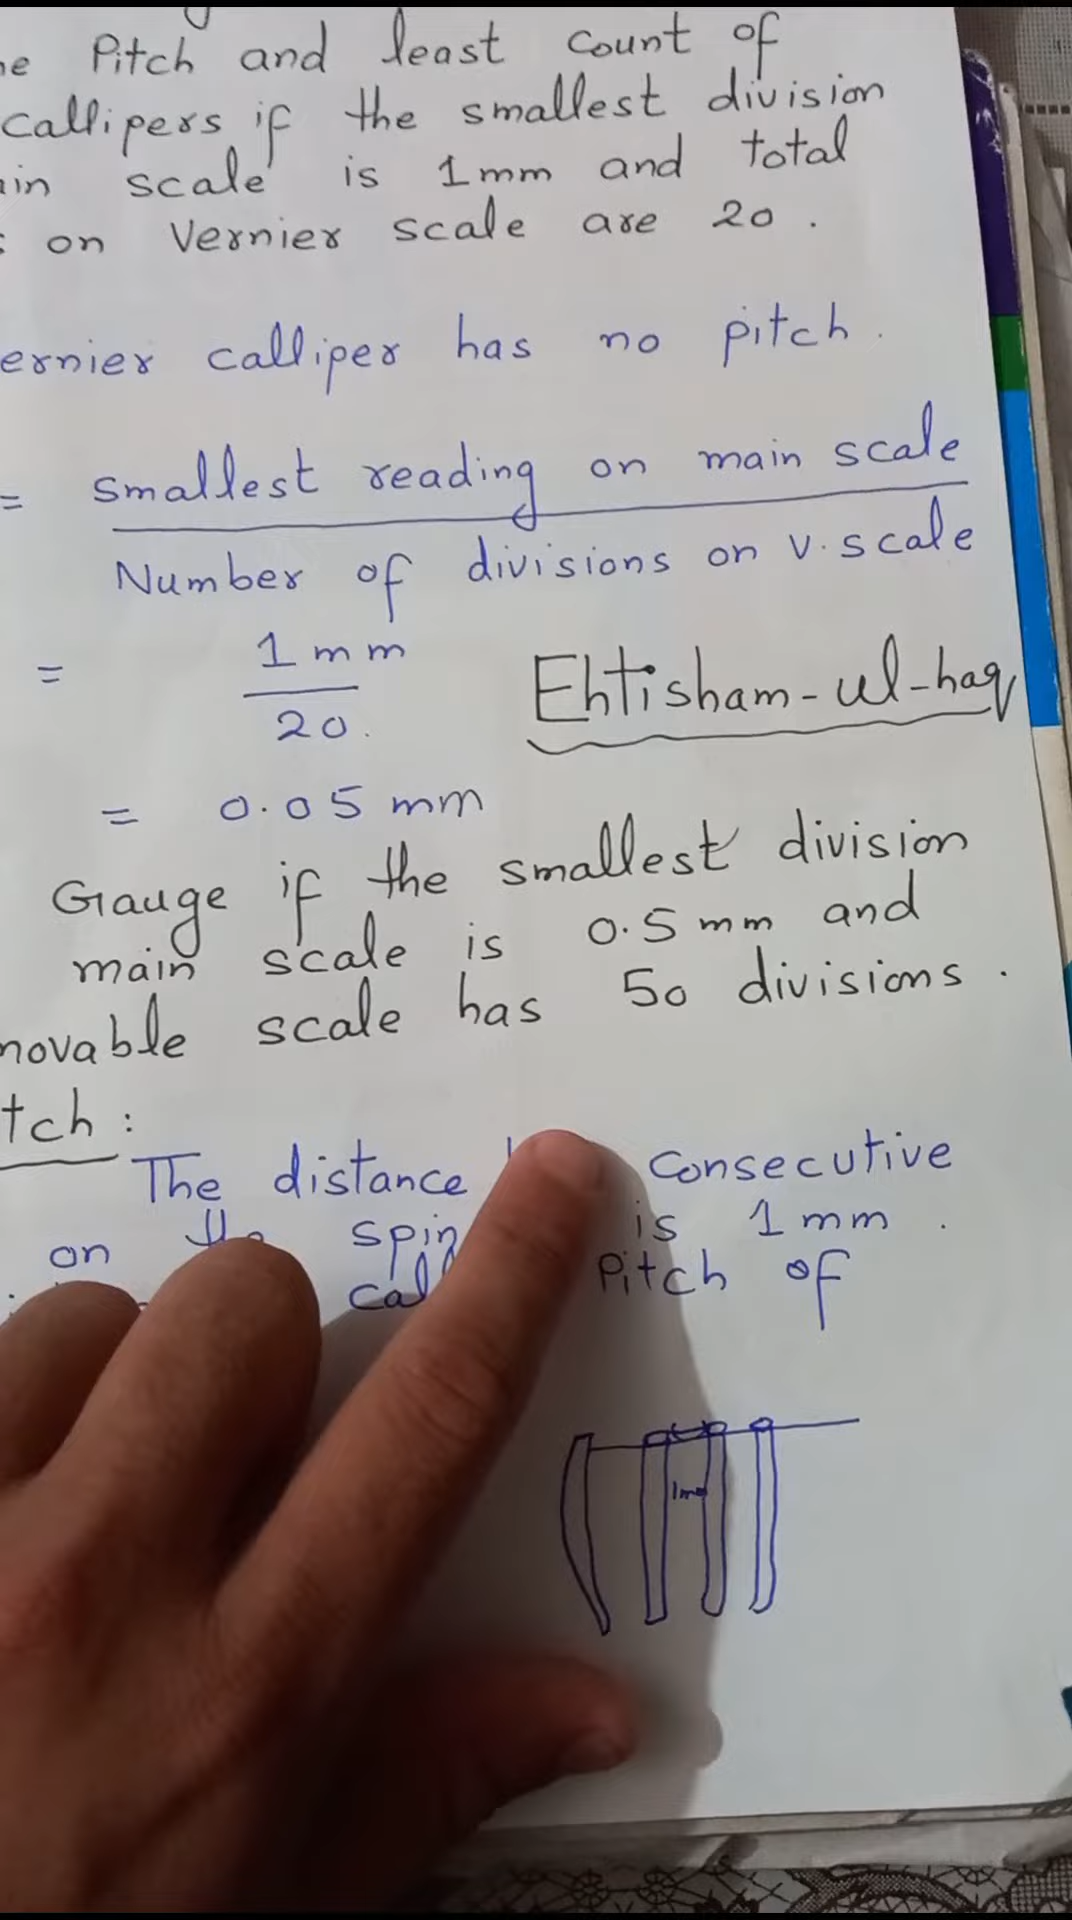 Pitch and least count of
callipers if the smallest division
scale is 1mm and total
on Vernier scale are 20 .
ernier calliper has no pitch .
= smallest reading on main scale
Number of divisions on v.scale
= 1 mm
20.
Ehtisham-ul-haq
= 0.05 mm
Gauge if the smallest division
main scale is 0.5 mm and
movable scale has 50 divisions .
tch :
The distance consecutive
on the is 1 mm .
Pitch of
1m